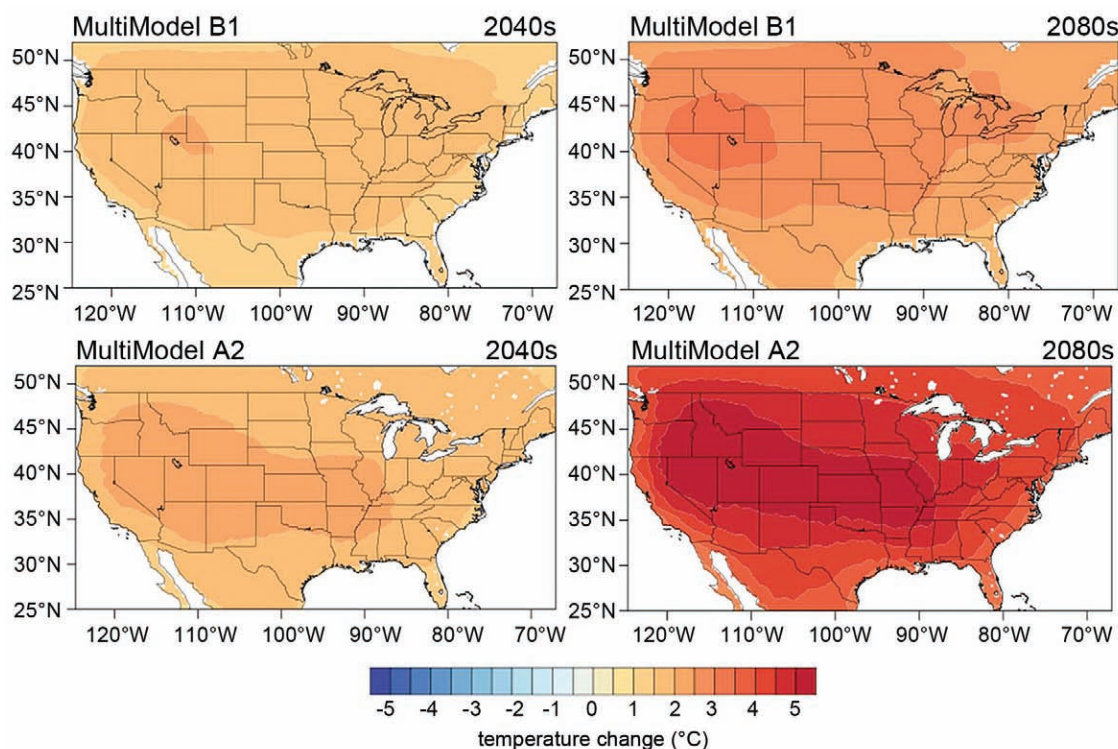 MultiModel B1 2040s
MultiModel B1 2080s
50°N
45°N
40°N
35°N
30°N
25°N
50°N
45°N
40°N
35°N
30°N
25°N
120°W 110°W 100°W 90°W 80°W 70°W
120°W 110°W 100°W 90°W 80°W 70°W
MultiModel A2 2040s
MultiModel A2 2080s
50°N
45°N
40°N
35°N
30°N
25°N
50°N
45°N
40°N
35°N
30°N
25°N
120°W 110°W 100°W 90°W 80°W 70°W
120°W 110°W 100°W 90°W 80°W 70°W
-5 -4 -3 -2 -1 0 1 2 3 4 5
temperature change (°C)